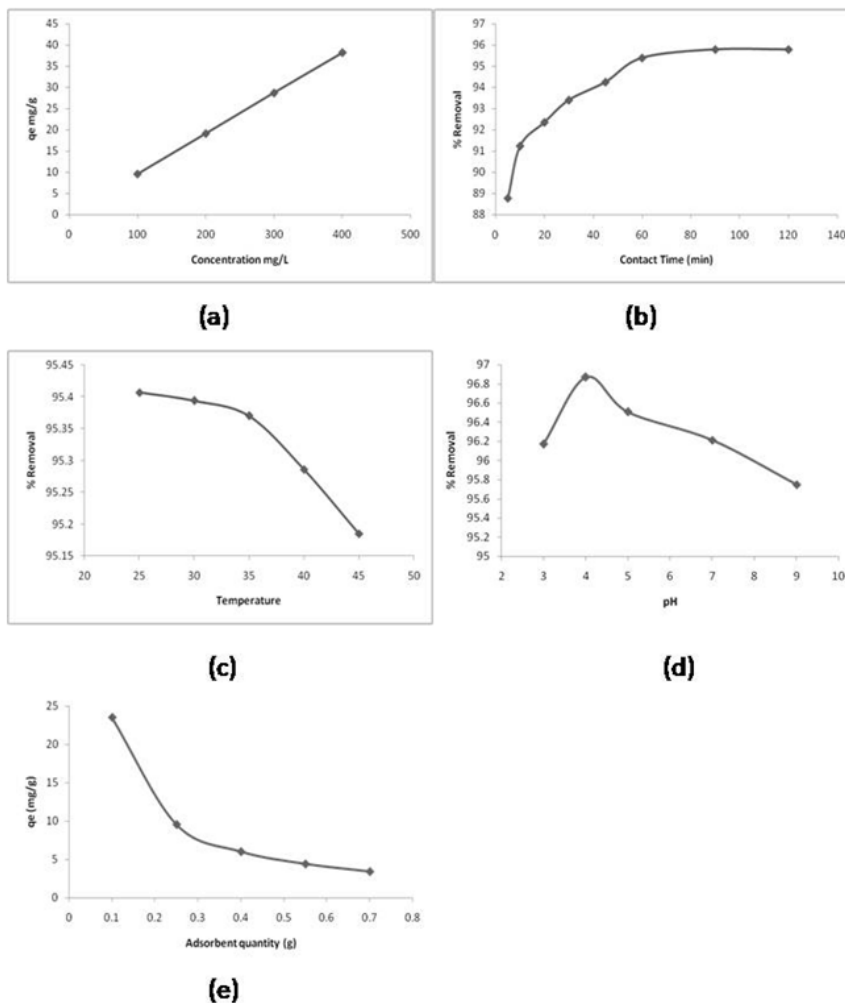 45
40
35
30
25
20
15
10
5
0
qe mg/g
0 100 200 300 400 500
Concentration mg/L
(a)
97
96
95
94
93
92
91
90
89
88
% Removal
0 20 40 60 80 100 120 140
Contact Time (min)
(b)
95.45
95.4
95.35
95.3
95.25
95.2
95.15
% Removal
20 25 30 35 40 45 50
Temperature
(c)
97
96.8
96.6
96.4
96.2
96
95.8
95.6
95.4
95.2
95
% Removal
2 3 4 5 6 7 8 9 10
pH
(d)
25
20
15
10
5
0
qe (mg/g)
0 0.1 0.2 0.3 0.4 0.5 0.6 0.7 0.8
Adsorbent quantity (g)
(e)